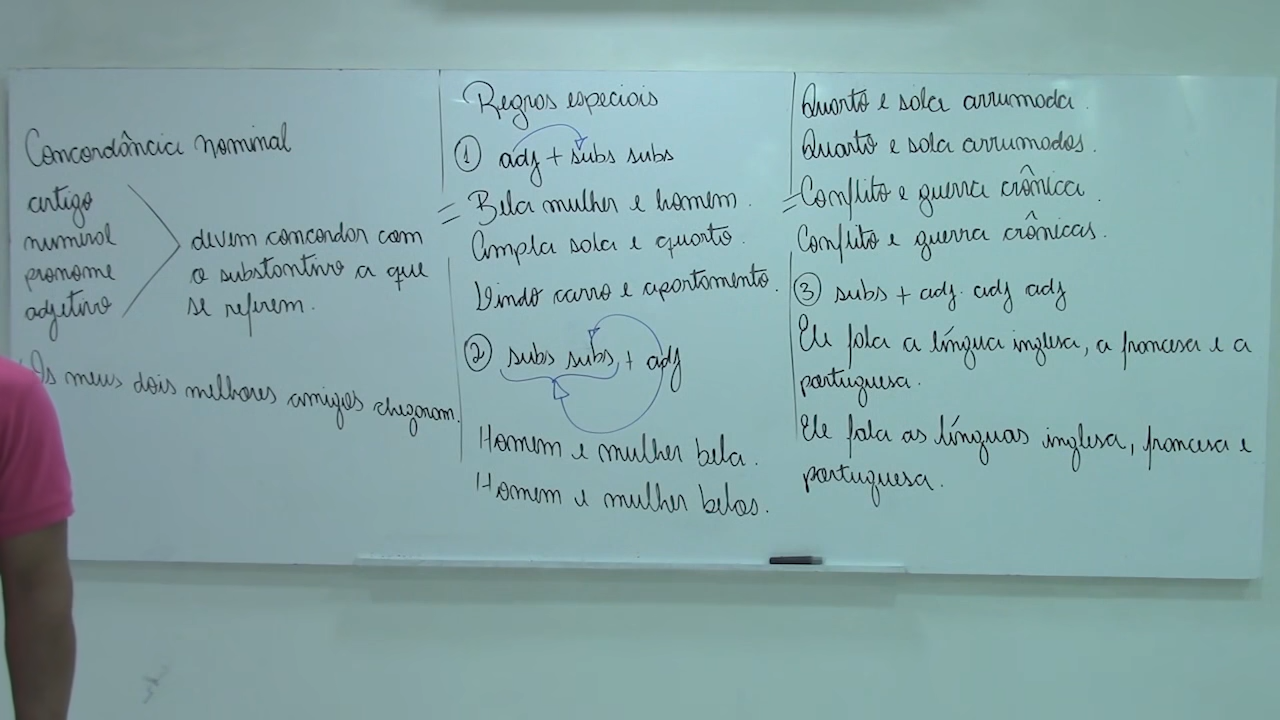 Concordância nominal
artigo
numeral
pronome
adjetivo
devem concordar com
o substantivo a que
se referem.
Os meus dois melhores amigos chegaram.
Regras especiais
① adj + subs subs
Bela mulher e homem.
Ampla sala e quarto.
Lindo carro e apartamento.
② subs subs + adj
Homem e mulher bela.
Homem e mulher belos.
Quarto e sala arrumada.
Quarto e sala arrumados.
Conflito e guerra crônica.
Conflito e guerra crônicas.
③ subs + adj. adj adj
Ele fala a língua inglesa, a francesa e a
portuguesa.
Ele fala as línguas inglesa, francesa e
portuguesa.